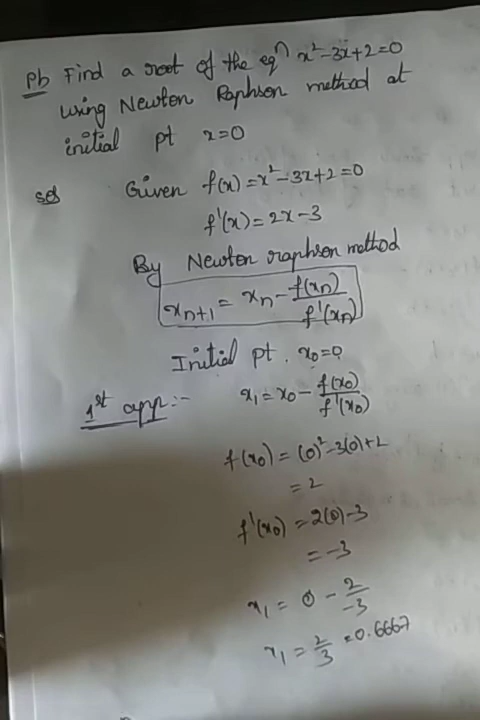 Pb Find a root of the eqⁿ x²-3x+2=0
using Newton Raphson method at
initial pt x=0
sol Given f(x)=x²-3x+2=0
f'(x)=2x-3
By Newton raphson method
xₙ₊₁ = xₙ - f(xₙ)/f'(xₙ)
Initial pt. x₀=0
1st app:- x₁ = x₀ - f(x₀)/f'(x₀)
f(x₀) = (0)²-3(0)+2
= 2
f'(x₀) = 2(0)-3
= -3
x₁ = 0 - 2/-3
x₁ = 2/3 = 0.6667